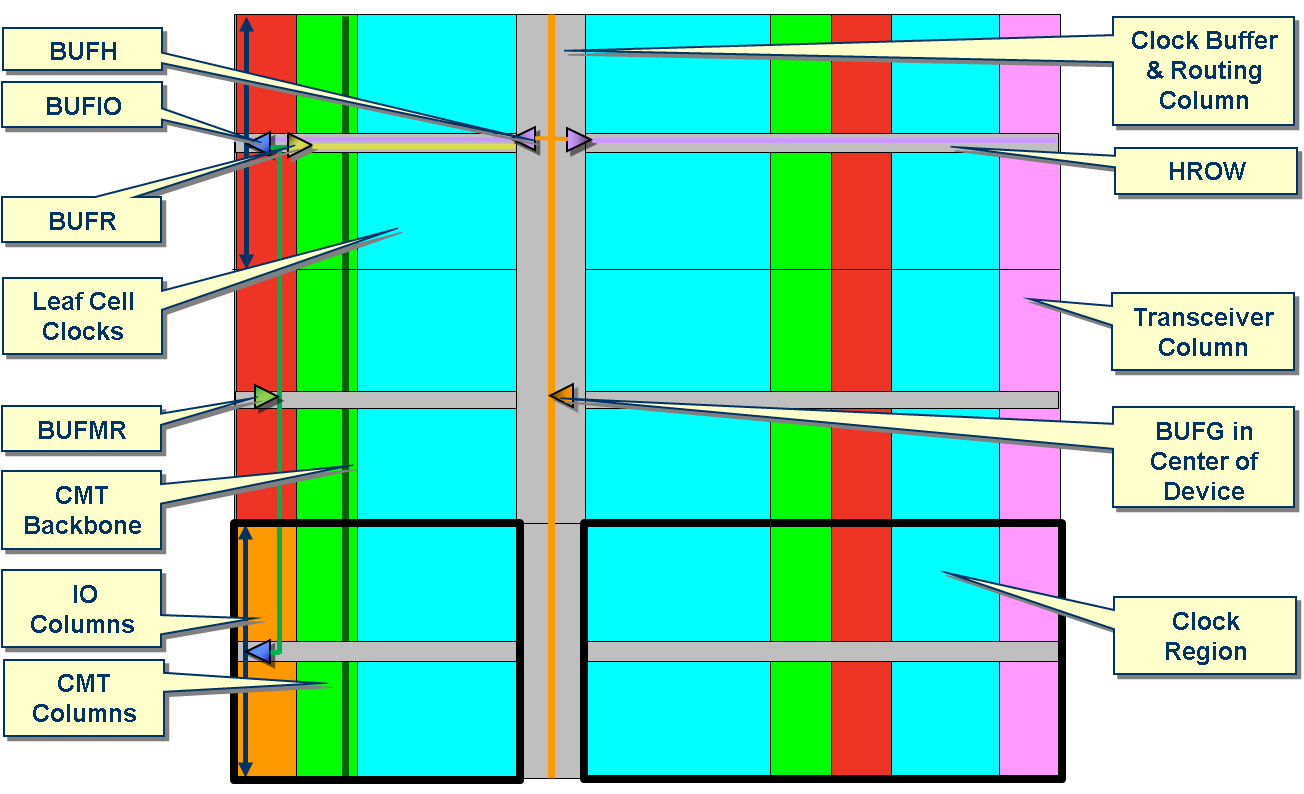 BUFH
BUFIO
BUFR
Leaf Cell
Clocks
BUFMR
CMT
Backbone
IO
Columns
CMT
Columns
Clock Buffer
& Routing
Column
HROW
Transceiver
Column
BUFG in
Center of
Device
Clock
Region